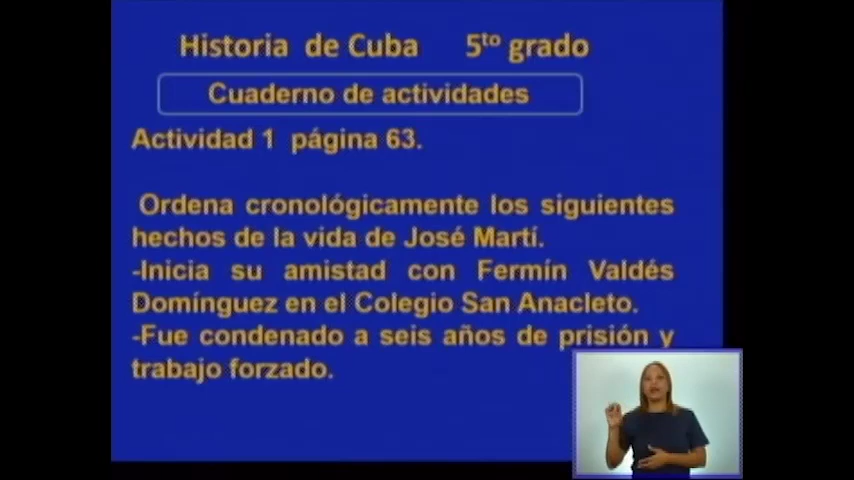 Historia de Cuba 5to grado
Cuaderno de actividades
Actividad 1 página 63.
Ordena cronológicamente los siguientes
hechos de la vida de José Martí.
-Inicia su amistad con Fermín Valdés
Domínguez en el Colegio San Anacleto.
-Fue condenado a seis años de prisión y
trabajo forzado.